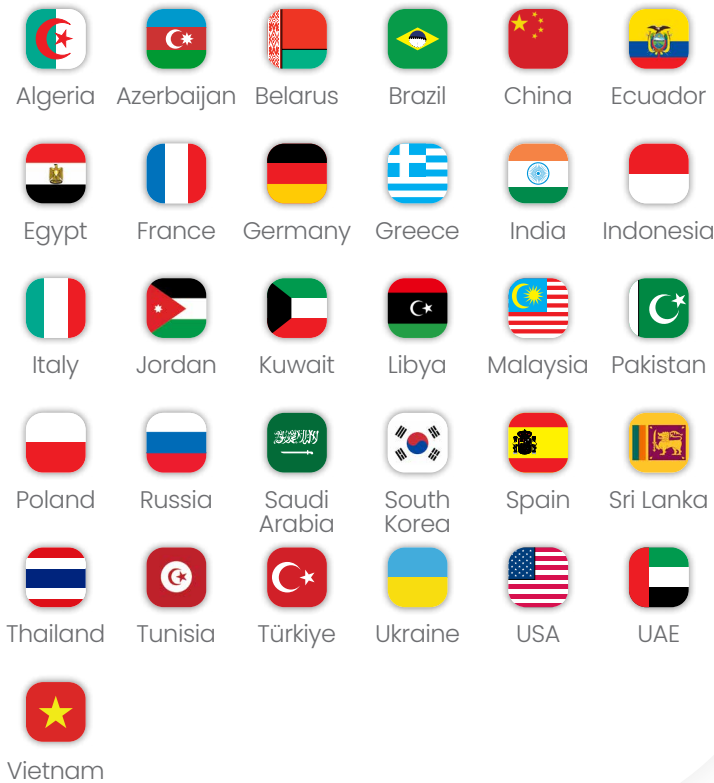 Algeria Azerbaijan Belarus Brazil China Ecuador
Egypt France Germany Greece India Indonesia
Italy Jordan Kuwait Libya Malaysia Pakistan
Poland Russia Saudi Arabia South Korea Spain Sri Lanka
Thailand Tunisia Türkiye Ukraine USA UAE
Vietnam